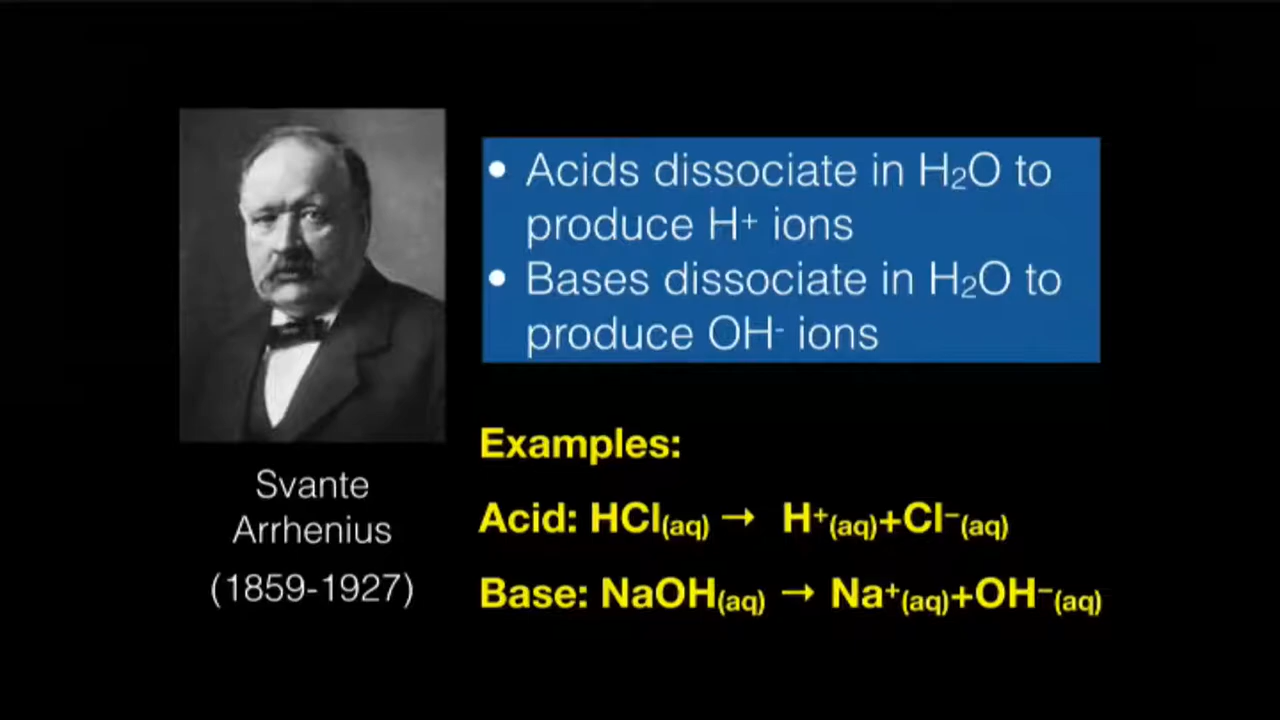 • Acids dissociate in H₂O to
produce H⁺ ions
• Bases dissociate in H₂O to
produce OH⁻ ions
Examples:
Acid: HCl₍aq₎ → H⁺₍aq₎+Cl⁻₍aq₎
Base: NaOH₍aq₎ → Na⁺₍aq₎+OH⁻₍aq₎
Svante
Arrhenius
(1859-1927)